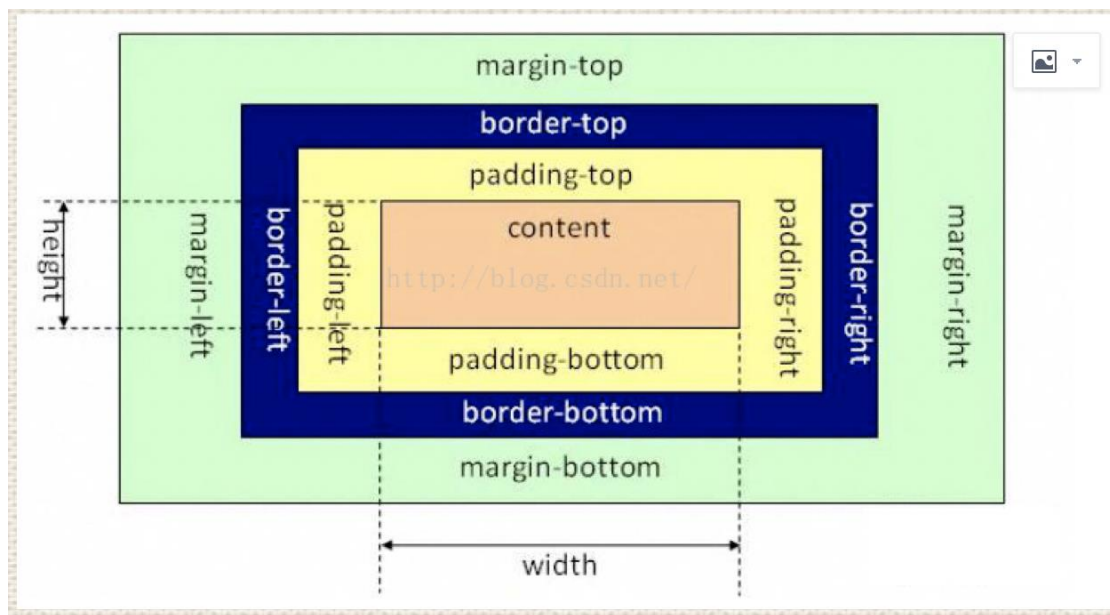 margin-top
border-top
padding-top
height
margin-left
border-left
padding-left
content
http://blog.csdn.net/
padding-right
border-right
margin-right
padding-bottom
border-bottom
margin-bottom
width